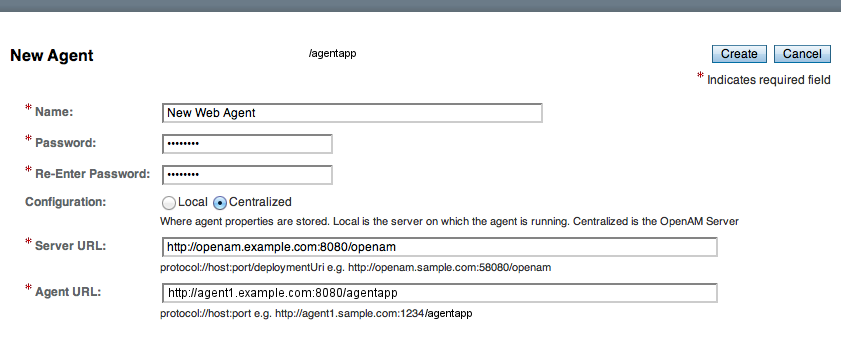 New Agent /agentapp Create Cancel
* Indicates required field
* Name: New Web Agent
* Password: ••••••••
* Re-Enter Password: ••••••••
Configuration: Local Centralized
Where agent properties are stored. Local is the server on which the agent is running. Centralized is the OpenAM Server
* Server URL: http://openam.example.com:8080/openam
protocol://host:port/deploymentUri e.g. http://openam.sample.com:58080/openam
* Agent URL: http://agent1.example.com:8080/agentapp
protocol://host:port e.g. http://agent1.sample.com:1234/agentapp